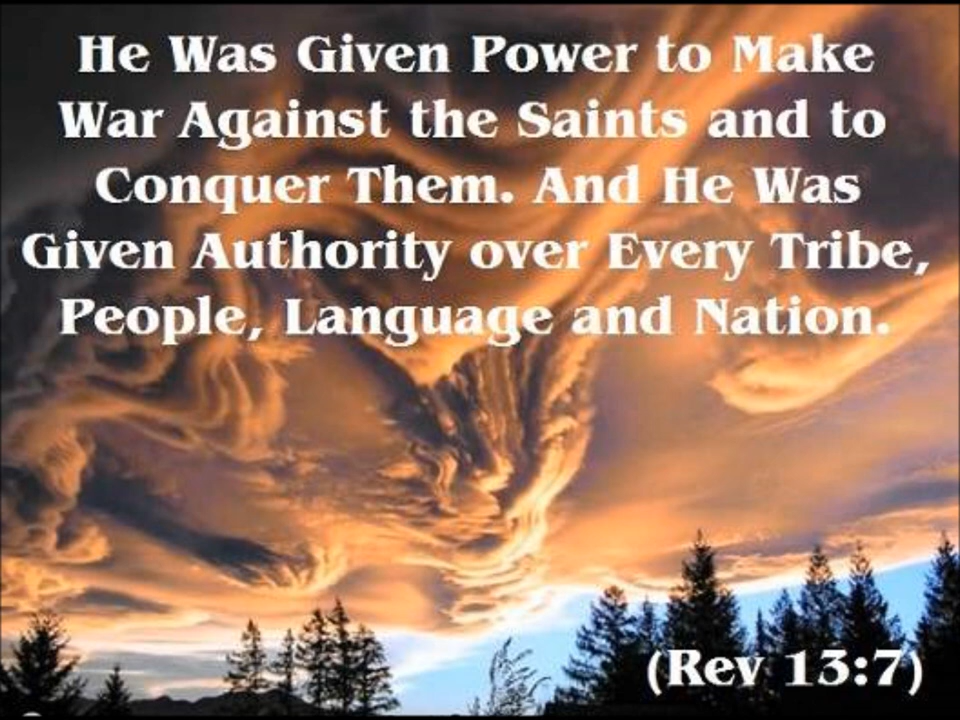 He Was Given Power to Make
War Against the Saints and to
Conquer Them. And He Was
Given Authority over Every Tribe,
People, Language and Nation.
(Rev 13:7)